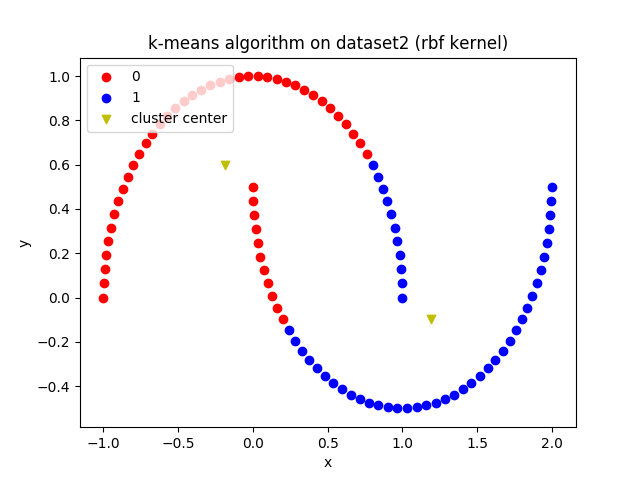 k-means algorithm on dataset2 (rbf kernel)
0
1
cluster center
1.0
0.8
0.6
0.4
0.2
0.0
−0.2
−0.4
y
−1.0 −0.5 0.0 0.5 1.0 1.5 2.0
x